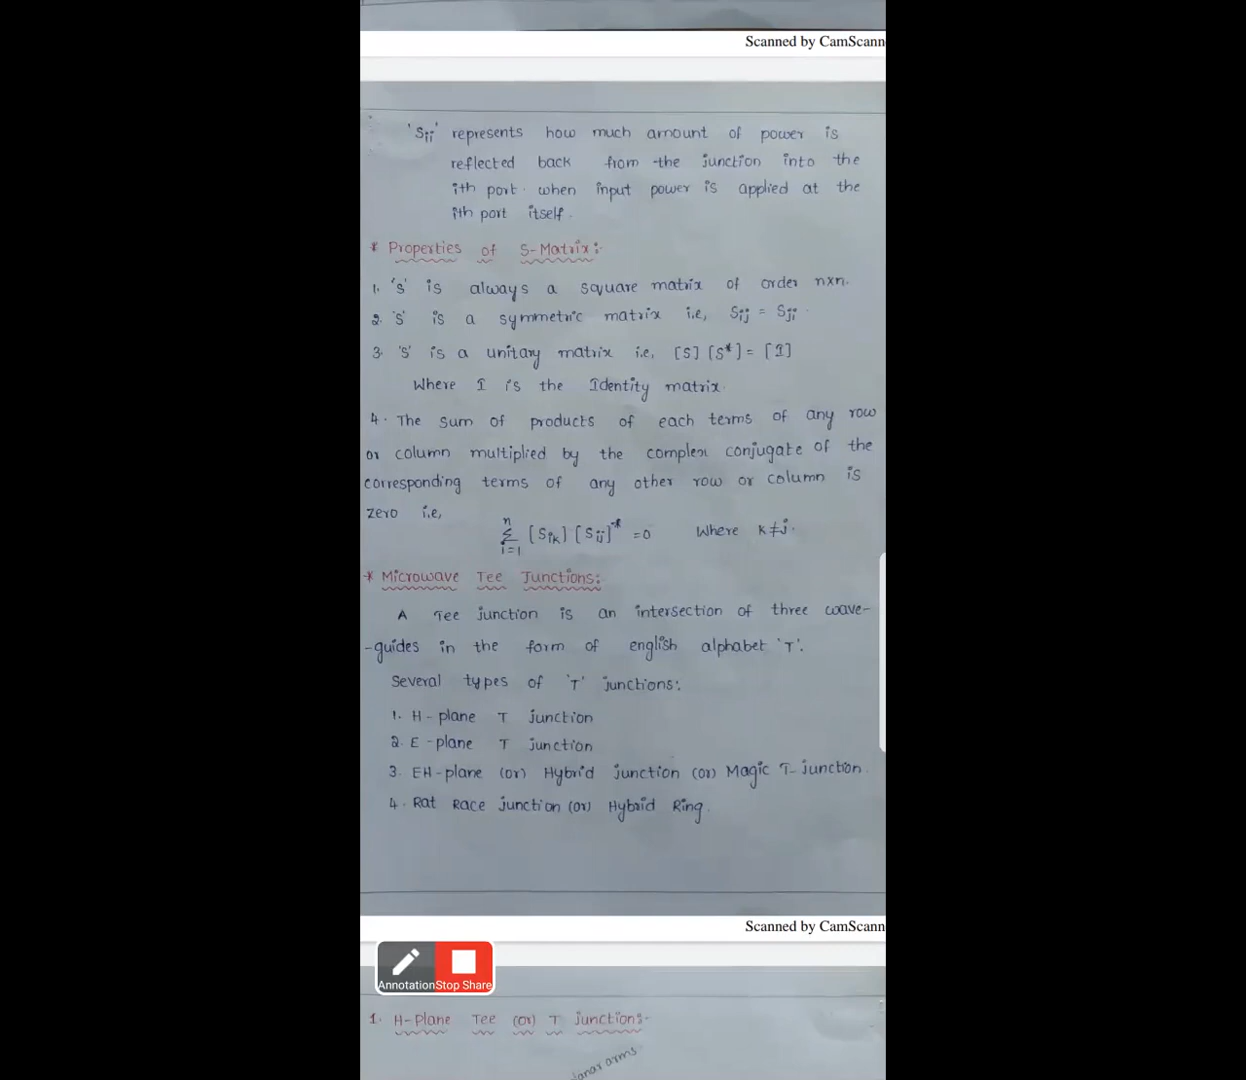 Scanned by CamScann
'Sii' represents how much amount of power is
reflected back from the junction into the
ith port when input power is applied at the
ith port itself.
* Properties of S-Matrix:-
1. 'S' is always a square matrix of order nxn.
2. 'S' is a symmetric matrix i.e, Sij = Sji
3. 'S' is a unitary matrix i.e, [S] [S*] = [I]
Where I is the Identity matrix.
4. The sum of products of each terms of any row
or column multiplied by the complex conjugate of the
corresponding terms of any other row or column is
zero i.e,
n
Σ [Sik] [Sij]* =0 Where k≠j.
i=1
* Microwave Tee Junctions:
A Tee junction is an intersection of three wave-
-guides in the form of english alphabet 'T'.
Several types of 'T' junctions:
1. H-plane T junction
2. E-plane T junction
3. EH-plane (or) Hybrid junction (or) Magic T-junction.
4. Rat Race junction (or) Hybrid Ring.
Scanned by CamScann
Annotation Stop Share
1. H-Plane Tee (or) T junctions:-
arms